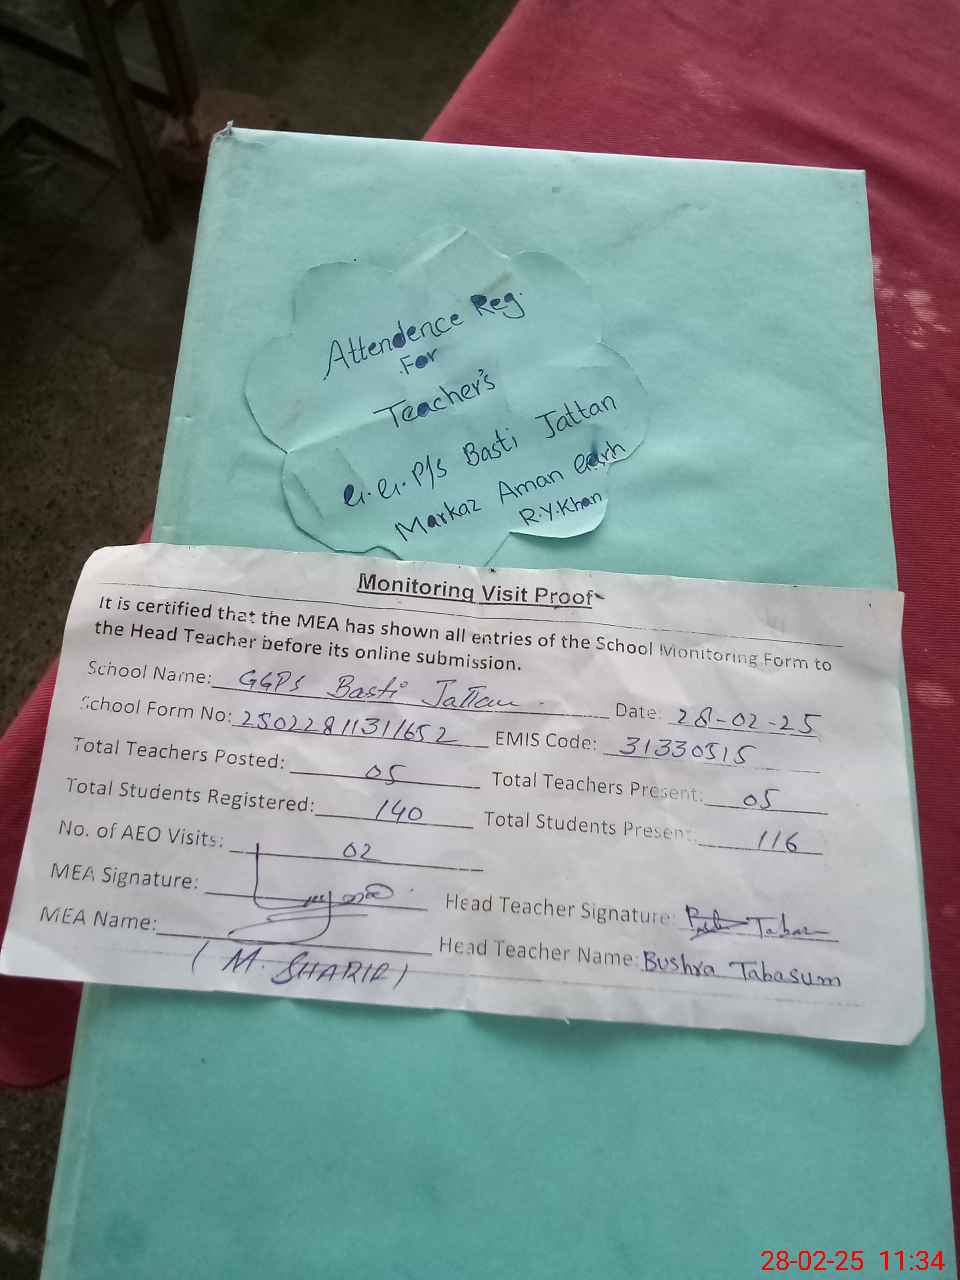 Attendence Reg.
For
Teacher's
G.G.P/S Basti Jattan
Markaz Aman Garh
R.Y.Khan
Monitoring Visit Proof
It is certified that the MEA has shown all entries of the School Monitoring Form to
the Head Teacher before its online submission.
School Name: GGPS Basti Jattan. Date: 28-02-25
School Form No: 25022811311652 EMIS Code: 31330515
Total Teachers Posted: 05 Total Teachers Present: 05
Total Students Registered: 140 Total Students Present: 116
No. of AEO Visits: 02
MEA Signature: Head Teacher Signature:
MEA Name: Head Teacher Name: Bushra Tabasum
(M. )
28-02-25 11:34